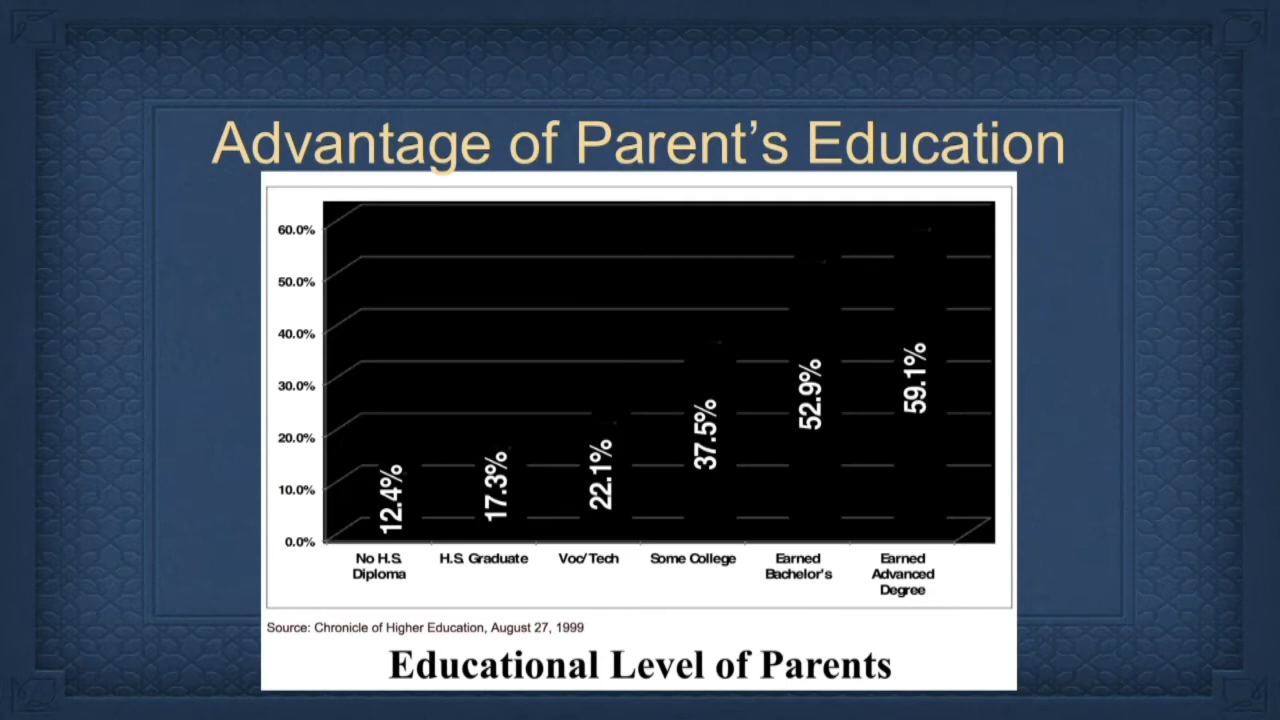 Advantage of Parent’s Education
60.0%
50.0%
40.0%
30.0%
20.0%
10.0%
0.0%
12.4%
17.3%
22.1%
37.5%
52.9%
59.1%
No H.S.
Diploma
H.S. Graduate
Voc/Tech
Some College
Earned
Bachelor's
Earned
Advanced
Degree
Source: Chronicle of Higher Education, August 27, 1999
Educational Level of Parents